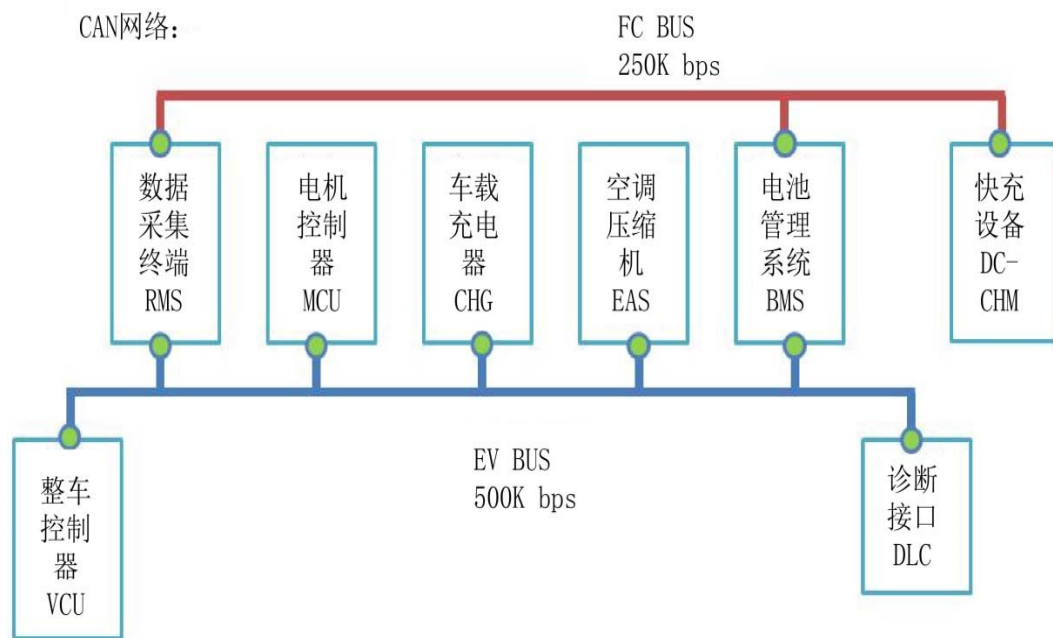 CAN网络:
FC BUS
250K bps
数据
采集
终端
RMS
电机
控制
器
MCU
车载
充电
器
CHG
空调
压缩
机
EAS
电池
管理
系统
BMS
快充
设备
DC-
CHM
EV BUS
500K bps
整车
控制
器
VCU
诊断
接口
DLC